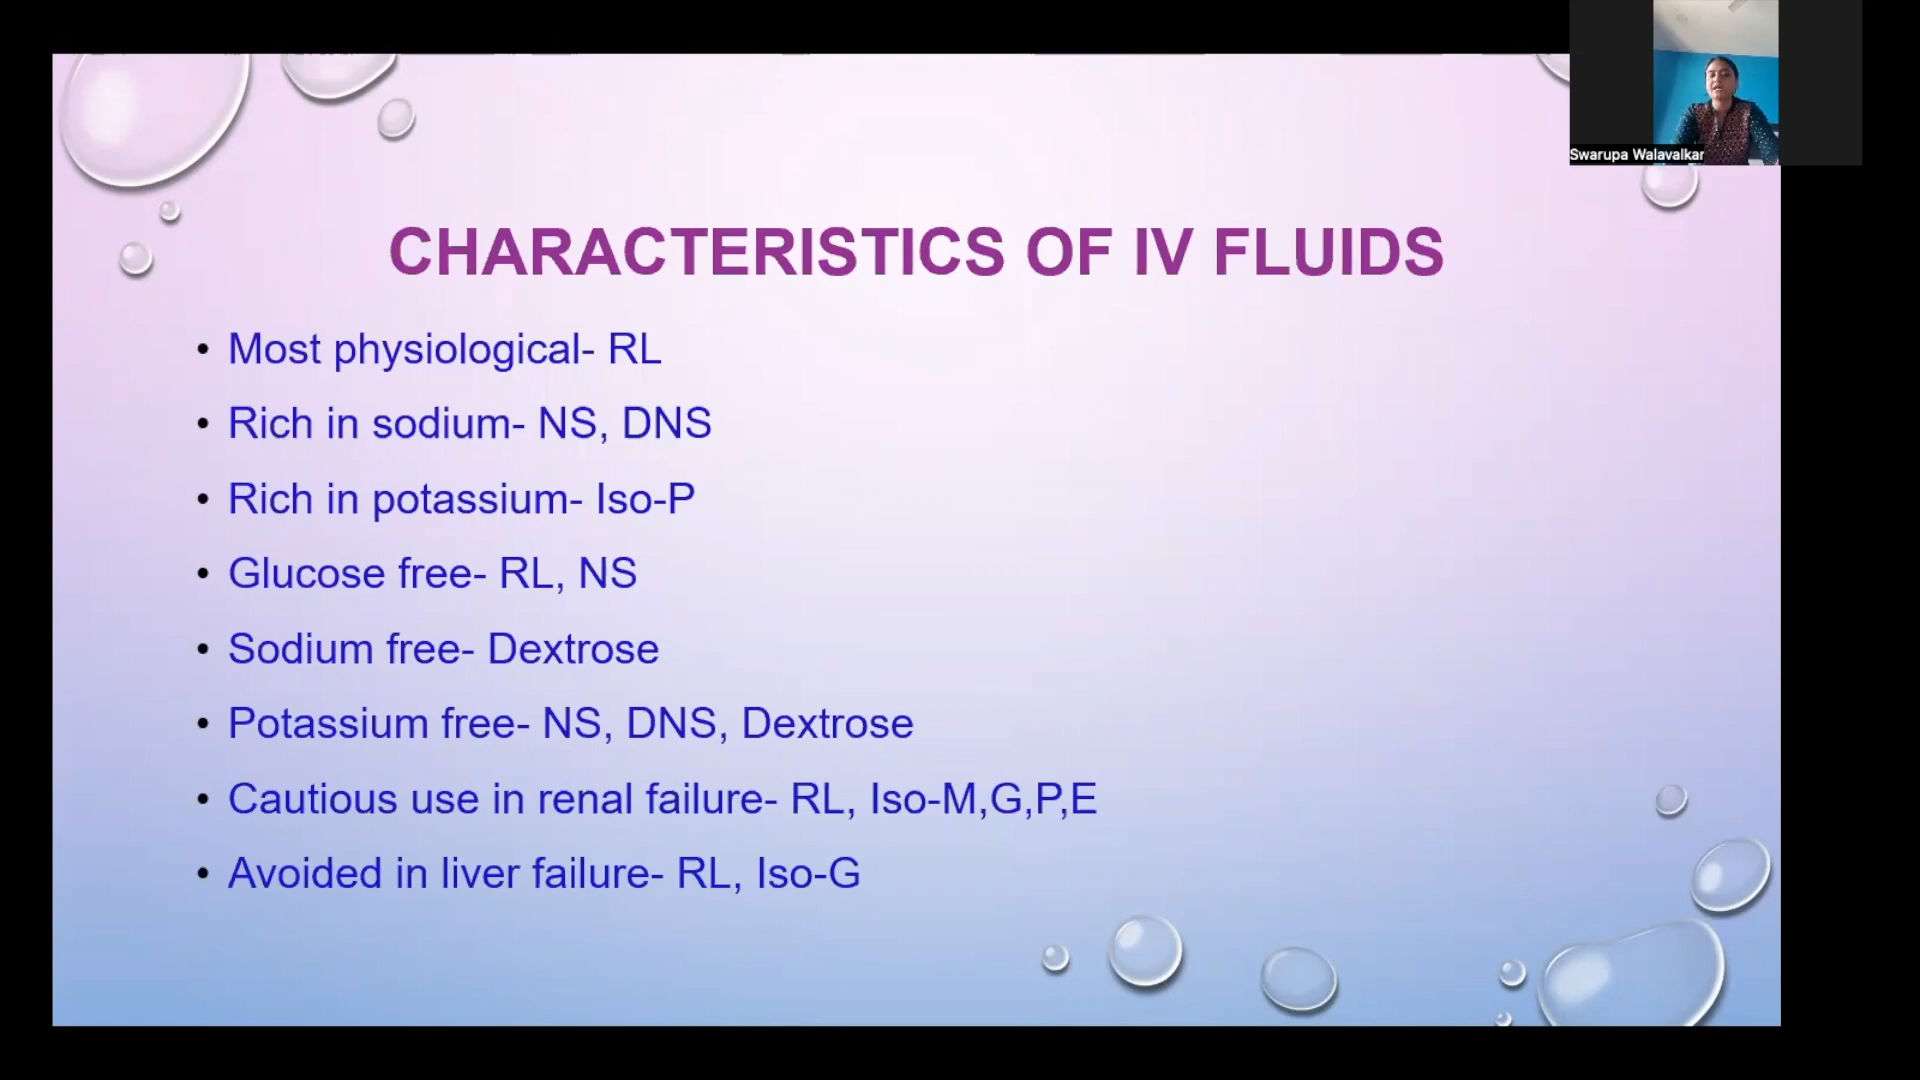 Swarupa Walavalkar
CHARACTERISTICS OF IV FLUIDS
• Most physiological- RL
• Rich in sodium- NS, DNS
• Rich in potassium- Iso-P
• Glucose free- RL, NS
• Sodium free- Dextrose
• Potassium free- NS, DNS, Dextrose
• Cautious use in renal failure- RL, Iso-M,G,P,E
• Avoided in liver failure- RL, Iso-G